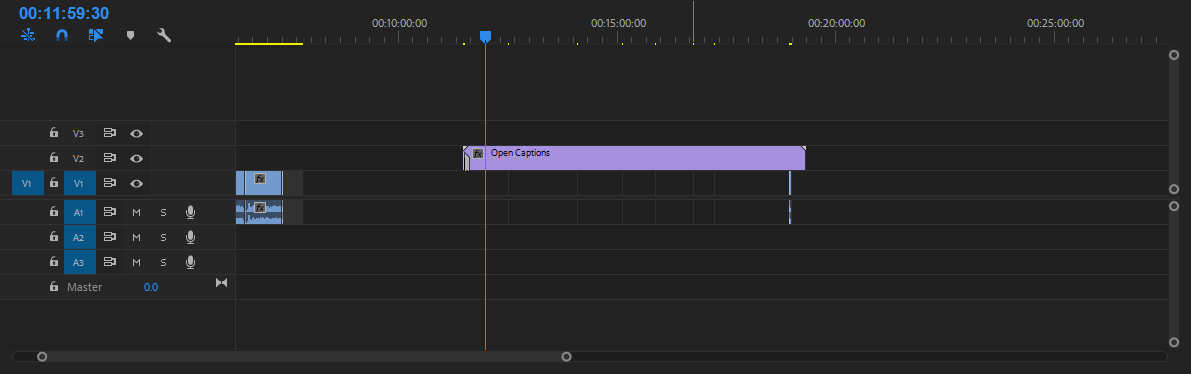 00:11:59:30
00:10:00:00 00:15:00:00 00:20:00:00 00:25:00:00
V3
V2 fx Open Captions
V1 V1 fx
A1 M S fx
A2 M S
A3 M S
Master 0.0